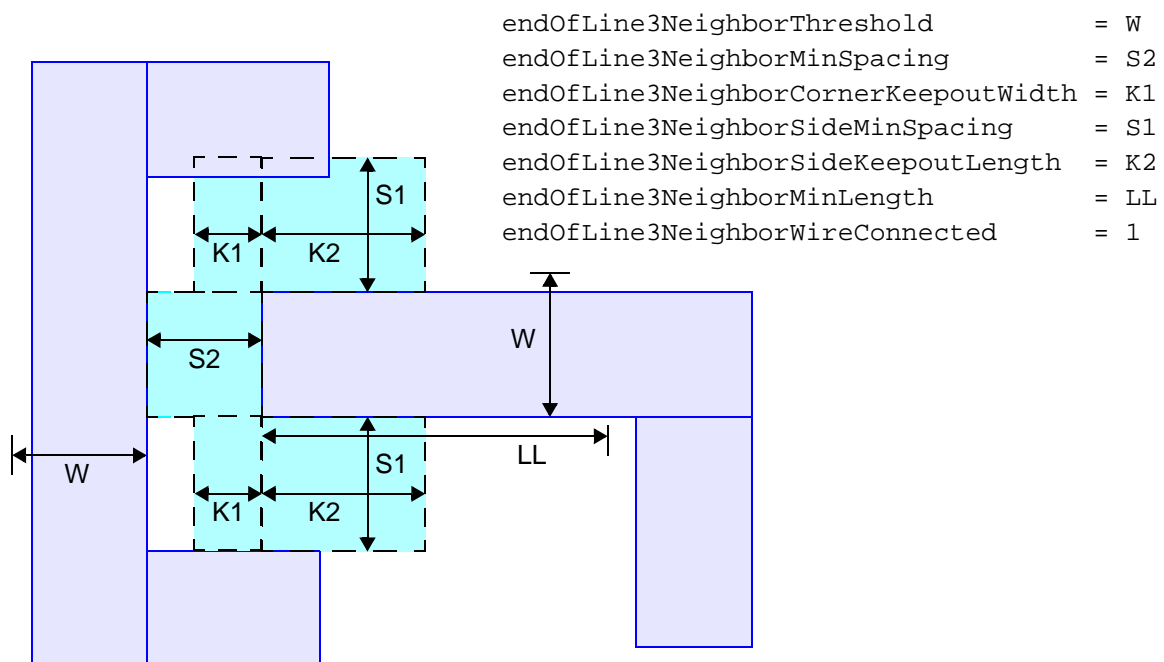 endOfLine3NeighborThreshold = W
endOfLine3NeighborMinSpacing = S2
endOfLine3NeighborCornerKeepoutWidth = K1
endOfLine3NeighborSideMinSpacing = S1
endOfLine3NeighborSideKeepoutLength = K2
endOfLine3NeighborMinLength = LL
endOfLine3NeighborWireConnected = 1
S1
K1 K2
W
S2
LL
S1
W
K1 K2